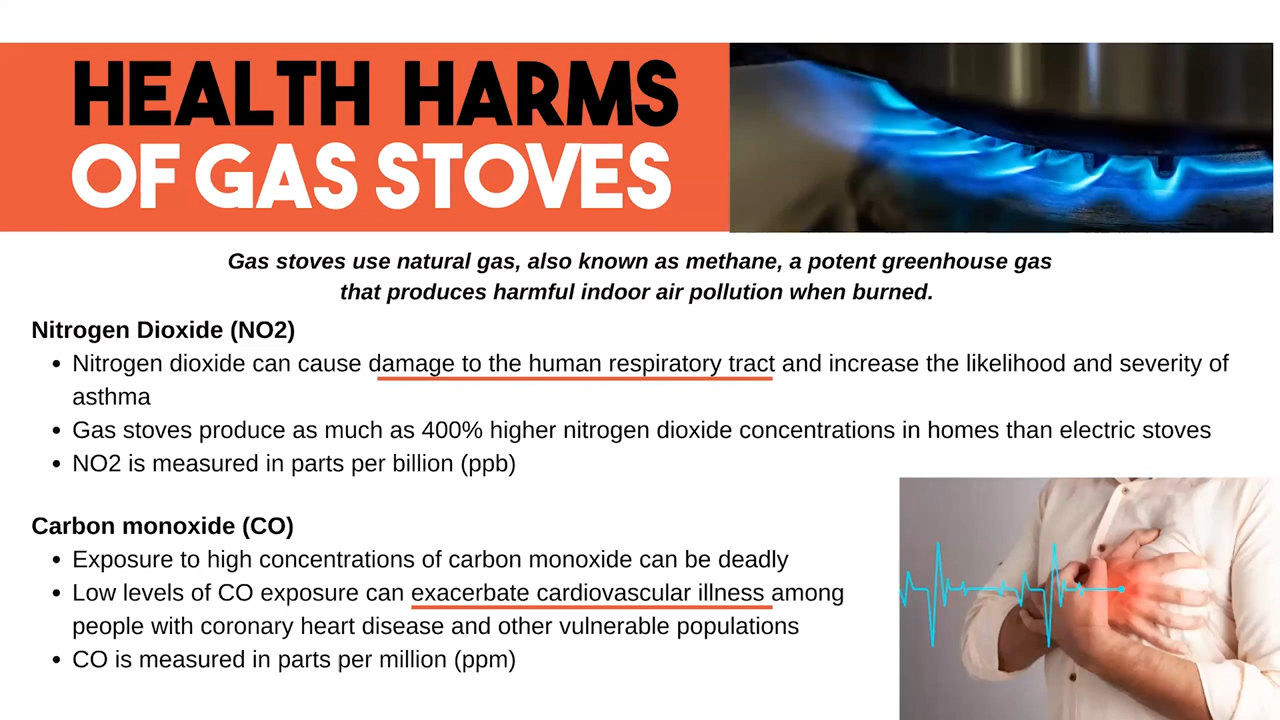 HEALTH HARMS
OF GAS STOVES
Gas stoves use natural gas, also known as methane, a potent greenhouse gas
that produces harmful indoor air pollution when burned.
Nitrogen Dioxide (NO2)
• Nitrogen dioxide can cause damage to the human respiratory tract and increase the likelihood and severity of
asthma
• Gas stoves produce as much as 400% higher nitrogen dioxide concentrations in homes than electric stoves
• NO2 is measured in parts per billion (ppb)
Carbon monoxide (CO)
• Exposure to high concentrations of carbon monoxide can be deadly
• Low levels of CO exposure can exacerbate cardiovascular illness among
people with coronary heart disease and other vulnerable populations
• CO is measured in parts per million (ppm)